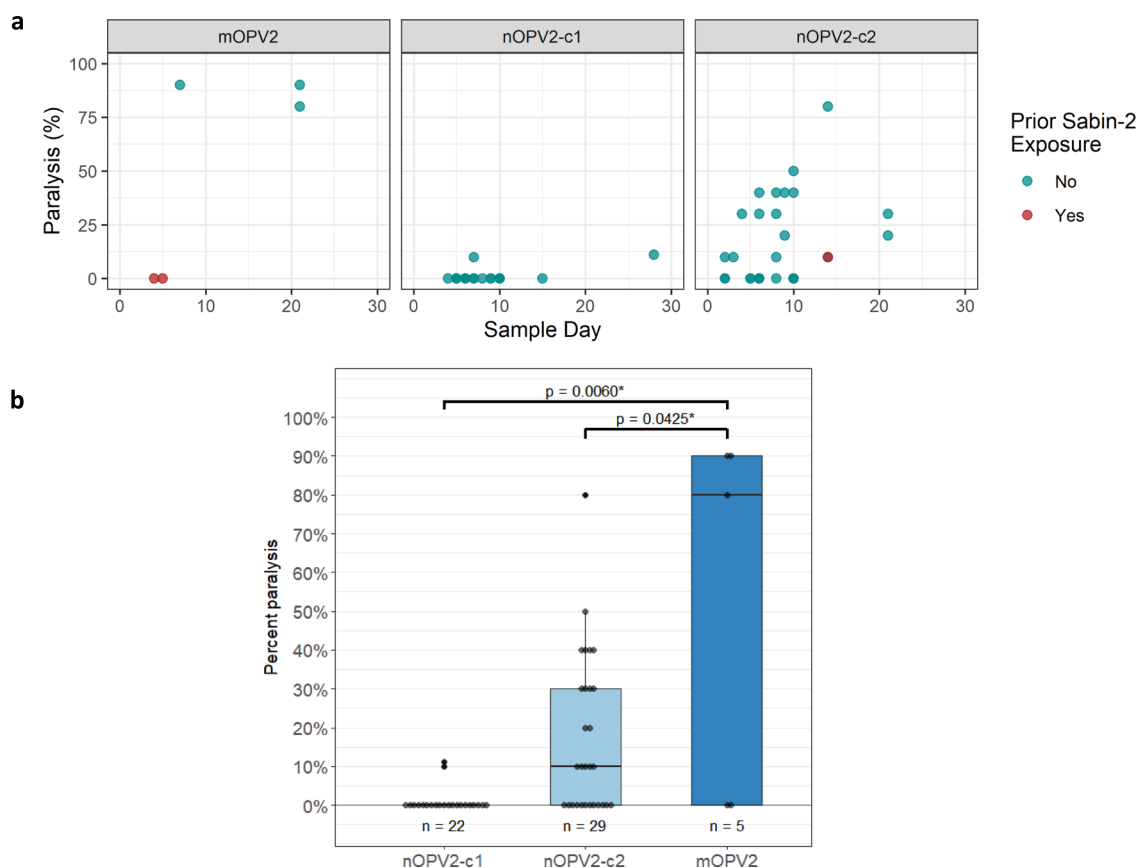 a
mOPV2
nOPV2-c1
nOPV2-c2
Paralysis (%)
100
75
50
25
0
0 10 20 30
0 10 20 30
0 10 20 30
Sample Day
Prior Sabin-2
Exposure
No
Yes
b
Percent paralysis
100%
90%
80%
70%
60%
50%
40%
30%
20%
10%
0%
p = 0.0060*
p = 0.0425*
n = 22
n = 29
n = 5
nOPV2-c1
nOPV2-c2
mOPV2